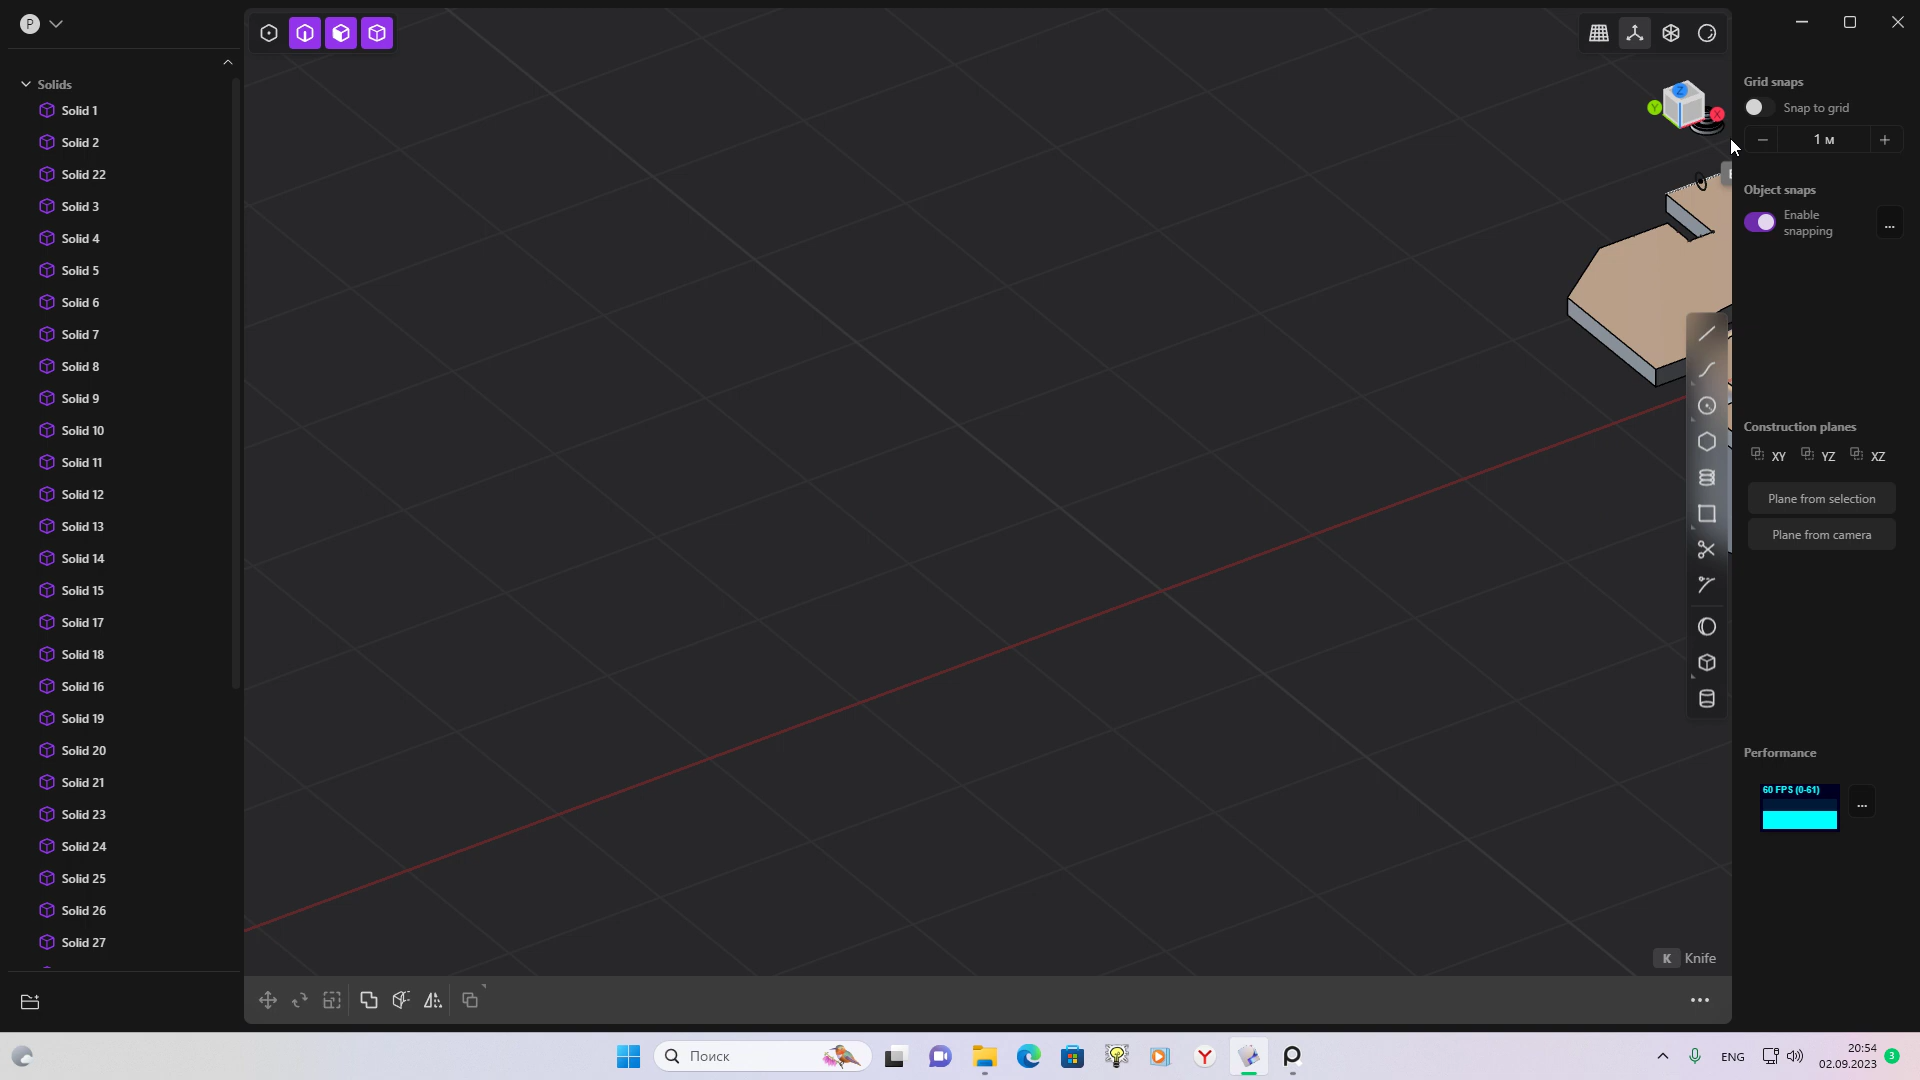 P
Solids
Solid 1
Solid 2
Solid 22
Solid 3
Solid 4
Solid 5
Solid 6
Solid 7
Solid 8
Solid 9
Solid 10
Solid 11
Solid 12
Solid 13
Solid 14
Solid 15
Solid 17
Solid 18
Solid 16
Solid 19
Solid 20
Solid 21
Solid 23
Solid 24
Solid 25
Solid 26
Solid 27
Z
Y
X
K Knife
Grid snaps
Snap to grid
1 м
Object snaps
Enable
snapping
...
Construction planes
XY YZ XZ
Plane from selection
Plane from camera
Performance
60 FPS (0-61)
...
Поиск
ENG
20:54
02.09.2023
3